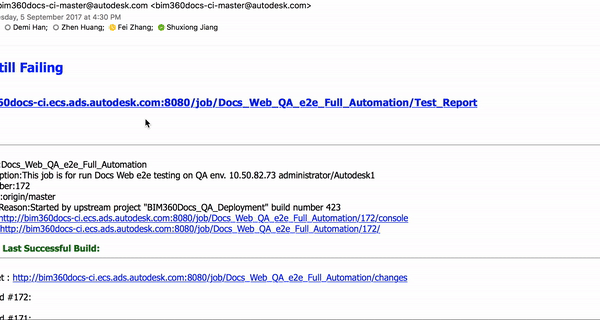 bim360docs-ci-master@autodesk.com <bim360docs-ci-master@autodesk.com>
sday, 5 September 2017 at 4:30 PM
Demi Han; Zhen Huang; Fei Zhang; Shuxiong Jiang
till Failing
60docs-ci.ecs.ads.autodesk.com:8080/job/Docs_Web_QA_e2e_Full_Automation/Test_Report
:Docs_Web_QA_e2e_Full_Automation
ption:This job is for run Docs Web e2e testing on QA env. 10.50.82.73 administrator/Autodesk1
ber:172
:origin/master
Reason:Started by upstream project "BIM360Docs_QA_Deployment" build number 423
http://bim360docs-ci.ecs.ads.autodesk.com:8080/job/Docs_Web_QA_e2e_Full_Automation/172/console
http://bim360docs-ci.ecs.ads.autodesk.com:8080/job/Docs_Web_QA_e2e_Full_Automation/172/
Last Successful Build:
et : http://bim360docs-ci.ecs.ads.autodesk.com:8080/job/Docs_Web_QA_e2e_Full_Automation/changes
d #172:
d #171: